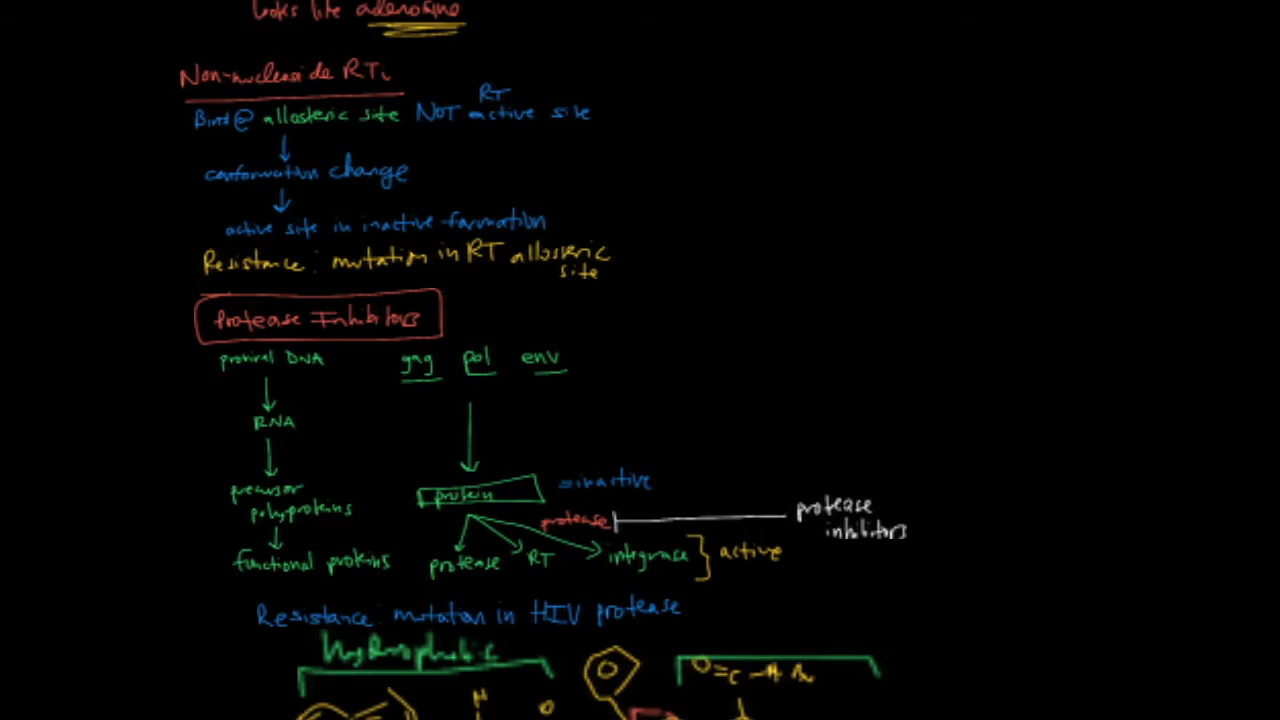 looks like adenosine
Non-nucleoside RTi
RT
Bind @ allosteric site NOT active site
conformation change
active site in inactive formation
Resistance: mutation in RT allosteric
site
Protease Inhibitors
proviral DNA gag pol env
RNA
precursor
polyproteins
protein = inactive
protease
protease
inhibitors
functional proteins protease RT integrase } active
Resistance: mutation in HIV protease
hydrophobic
O=C
H
O